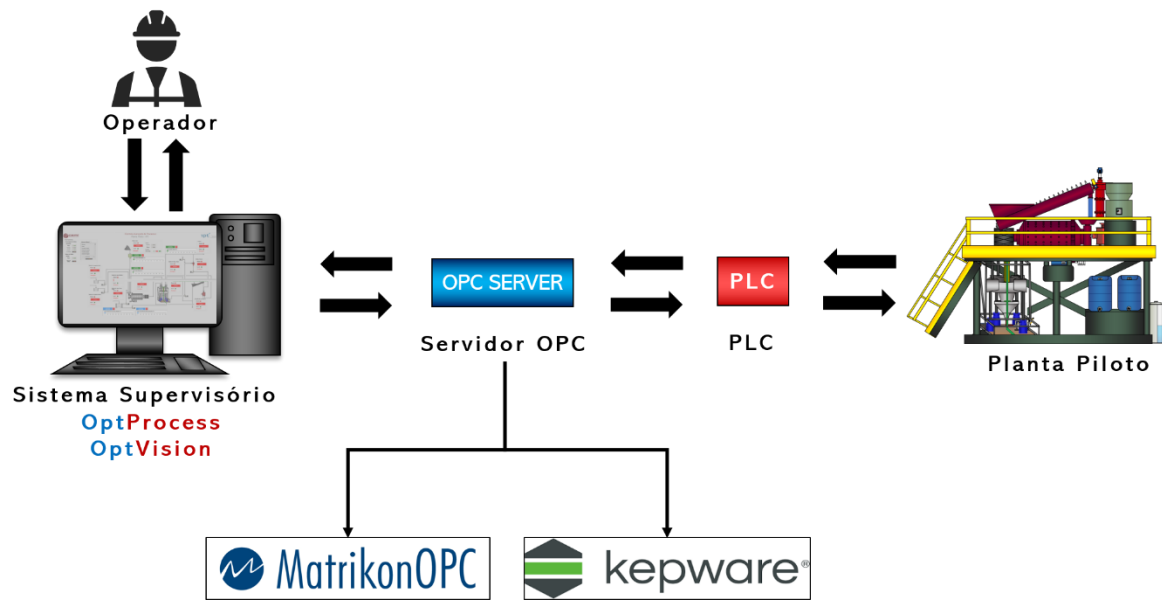 Operador
OPC SERVER
PLC
Servidor OPC
PLC
Planta Piloto
Sistema Supervisório
OptProcess
OptVision
MatrikonOPC
kepware®